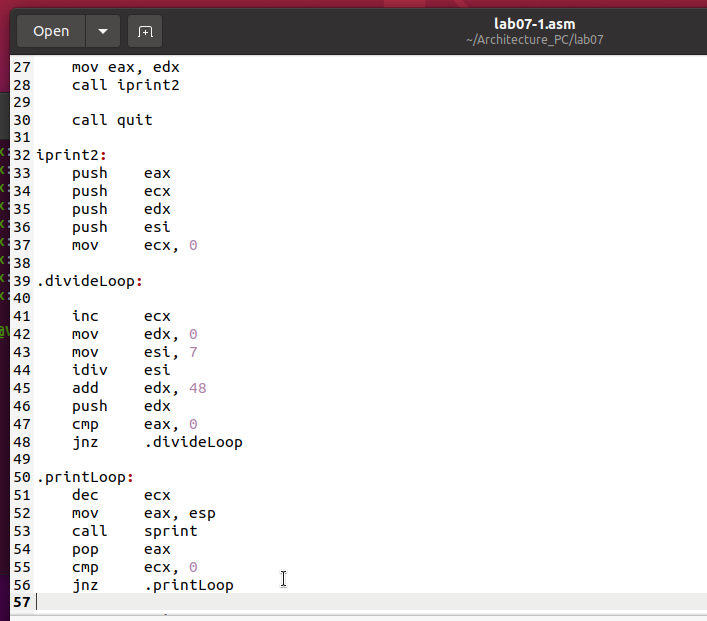 Open
lab07-1.asm
~/Architecture_PC/lab07
27 mov eax, edx
28 call iprint2
29
30 call quit
31
32 iprint2:
33 push eax
34 push ecx
35 push edx
36 push esi
37 mov ecx, 0
38
39 .divideLoop:
40
41 inc ecx
42 mov edx, 0
43 mov esi, 7
44 idiv esi
45 add edx, 48
46 push edx
47 cmp eax, 0
48 jnz .divideLoop
49
50 .printLoop:
51 dec ecx
52 mov eax, esp
53 call sprint
54 pop eax
55 cmp ecx, 0
56 jnz .printLoop
57